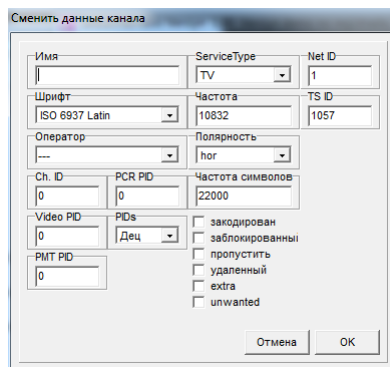 Сменить данные канала
Имя
ServiceType
Net ID
TV
1
Шрифт
Частота
TS ID
ISO 6937 Latin
10832
1057
Оператор
Полярность
---
hor
Ch. ID
PCR PID
Частота символов
0
0
22000
Video PID
PIDs
0
Дец
закодирован
заблокированны
PMT PID
пропустить
0
удаленный
extra
unwanted
Отмена
OK